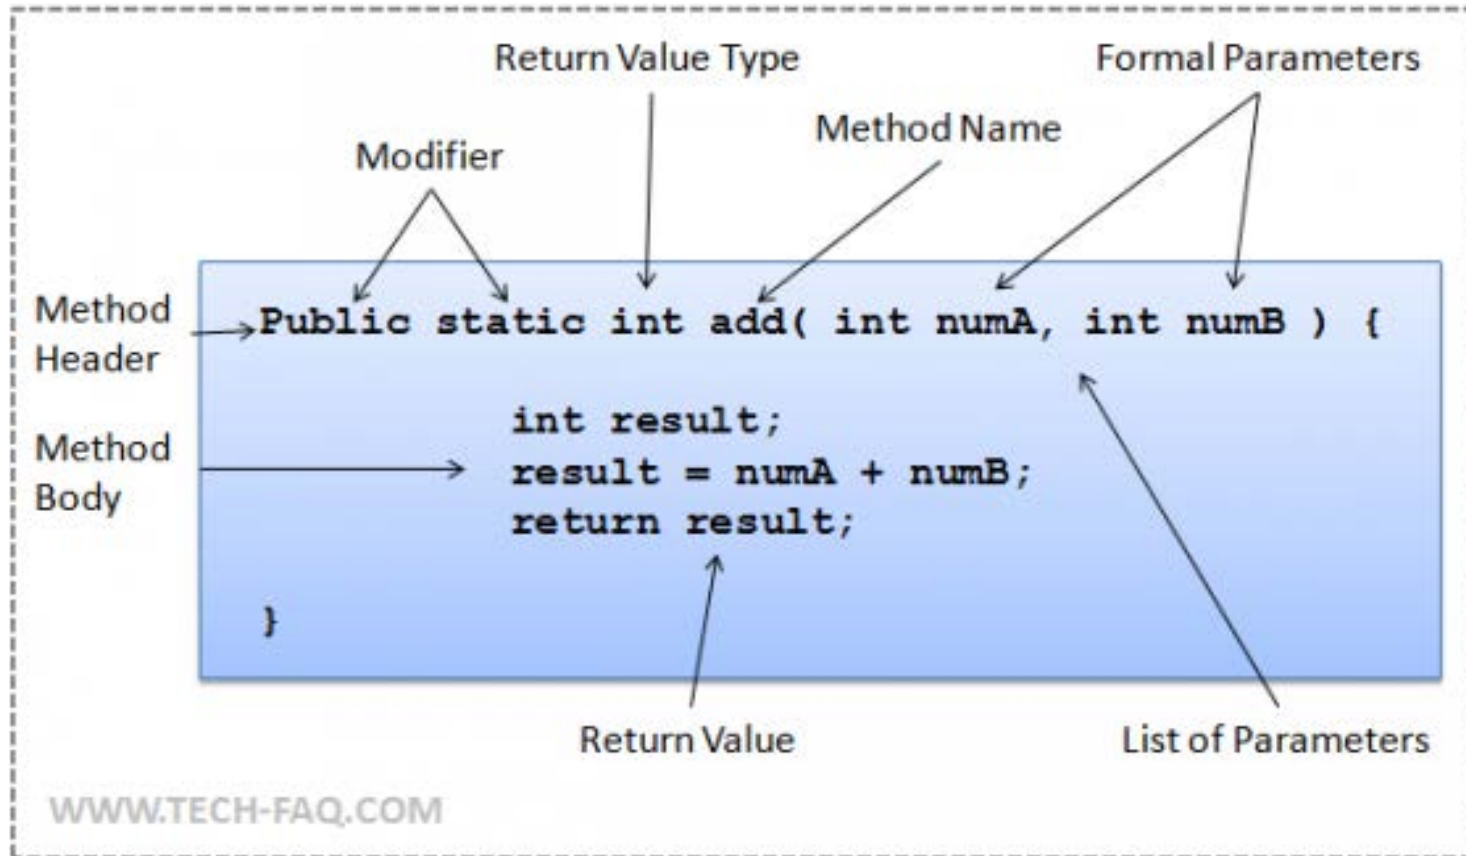 Return Value Type
Formal Parameters
Method Name
Modifier
Method
Header
Public static int add( int numA, int numB ) {
int result;
Method
Body
result = numA + numB;
return result;
}
Return Value
List of Parameters
WWW.TECH-FAQ.COM